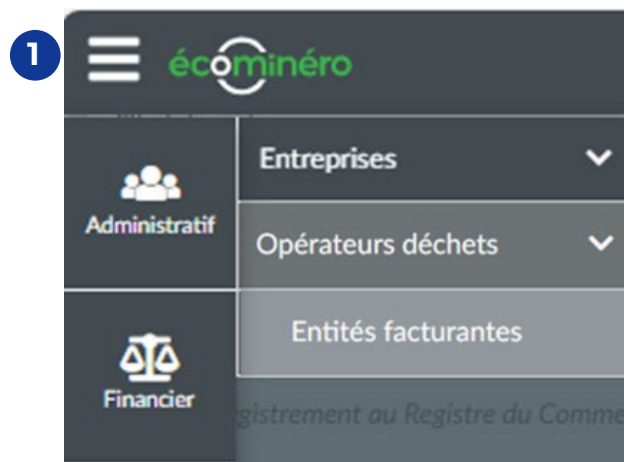 1
écominéro
Entreprises
Administratif
Opérateurs déchets
Entités facturantes
Financier
gistrement au Registre du Comme